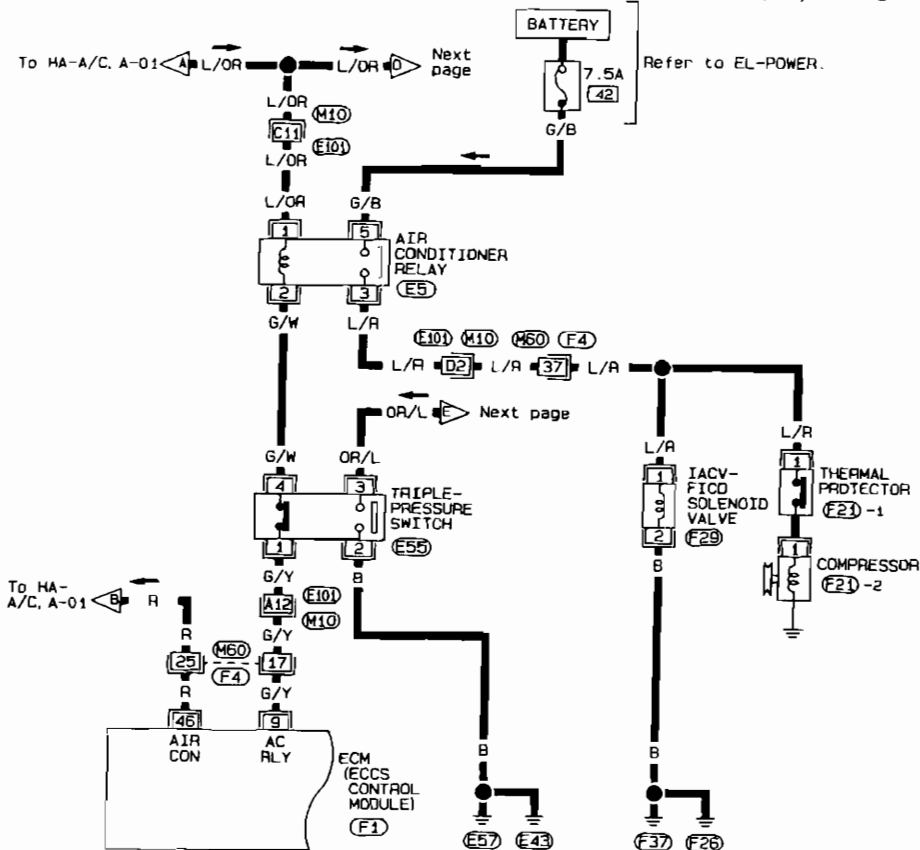 BATTERY
To HA-A/C, A-01
A
L/OR
L/OR
D
Next
page
Refer to EL-POWER.
7.5A
42
L/OR
M10
C11
E101
L/OR
G/B
L/OR
G/B
1
5
AIR
CONDITIONER
RELAY
E5
2
3
G/W
L/R
E101
M10
M60
F4
L/R
D2
L/R
37
L/R
OR/L
E
Next page
G/W
OR/L
L/R
L/R
4
3
TRIPLE-
PRESSURE
SWITCH
E55
1
2
1
IACV-
FICD
SOLENOID
VALVE
F29
2
1
THERMAL
PROTECTOR
F21 -1
1
COMPRESSOR
F21 -2
G/Y
B
B
To HA-
A/C, A-01
B
R
A12
E101
M10
R
G/Y
25
M60
F4
17
R
G/Y
46
9
AIR
CON
AC
RLY
ECM
(ECCS
CONTROL
MODULE)
F1
B
B
E57
E43
F37
F26